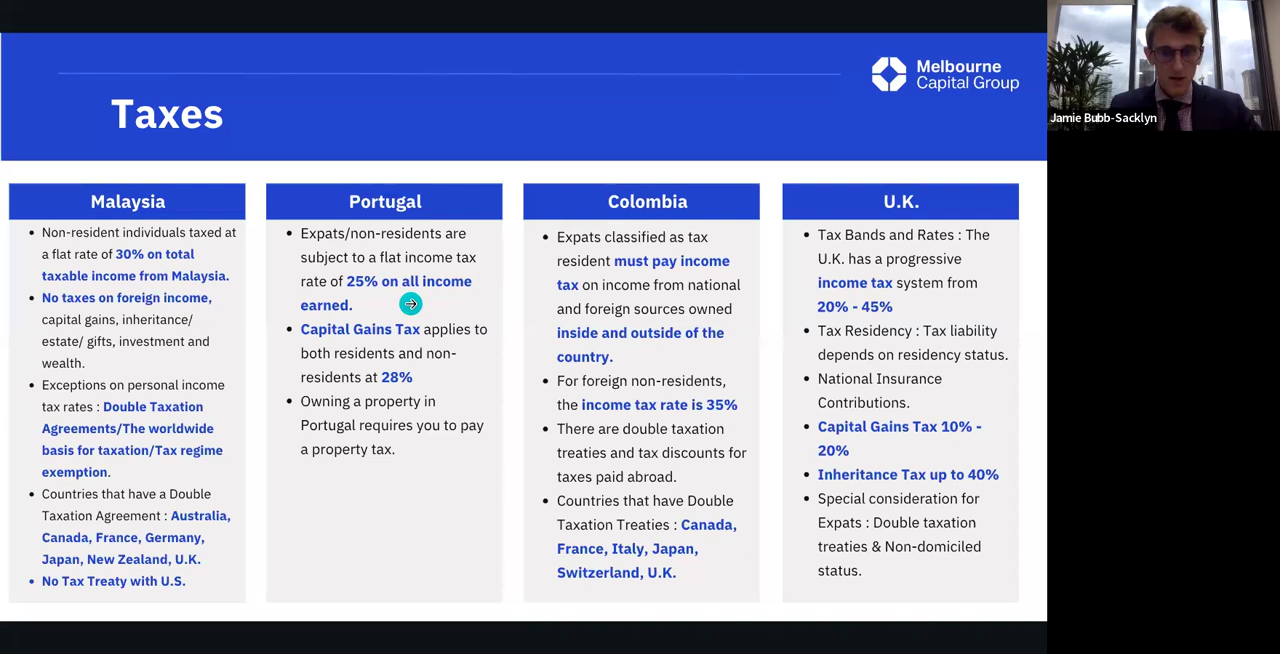 Melbourne
Capital Group
Jamie Bubb-Sacklyn
Taxes
Malaysia
• Non-resident individuals taxed at
a flat rate of 30% on total
taxable income from Malaysia.
• No taxes on foreign income,
capital gains, inheritance/
estate/ gifts, investment and
wealth.
• Exceptions on personal income
tax rates : Double Taxation
Agreements/The worldwide
basis for taxation/Tax regime
exemption.
• Countries that have a Double
Taxation Agreement : Australia,
Canada, France, Germany,
Japan, New Zealand, U.K.
• No Tax Treaty with U.S.
Portugal
• Expats/non-residents are
subject to a flat income tax
rate of 25% on all income
earned.
• Capital Gains Tax applies to
both residents and non-
residents at 28%
• Owning a property in
Portugal requires you to pay
a property tax.
Colombia
• Expats classified as tax
resident must pay income
tax on income from national
and foreign sources owned
inside and outside of the
country.
• For foreign non-residents,
the income tax rate is 35%
• There are double taxation
treaties and tax discounts for
taxes paid abroad.
• Countries that have Double
Taxation Treaties : Canada,
France, Italy, Japan,
Switzerland, U.K.
U.K.
• Tax Bands and Rates : The
U.K. has a progressive
income tax system from
20% - 45%
• Tax Residency : Tax liability
depends on residency status.
• National Insurance
Contributions.
• Capital Gains Tax 10% -
20%
• Inheritance Tax up to 40%
• Special consideration for
Expats : Double taxation
treaties & Non-domiciled
status.